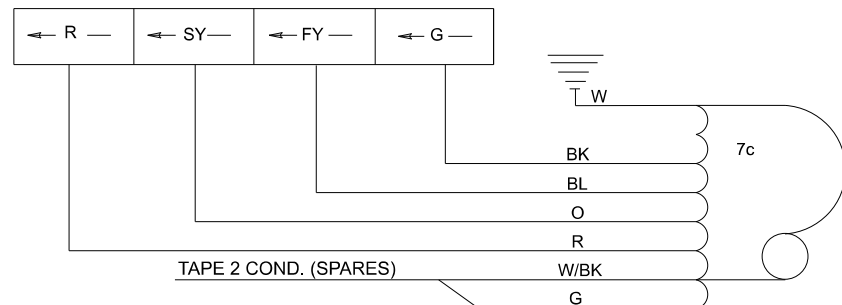 R SY FY G
W
BK
7c
BL
O
R
TAPE 2 COND. (SPARES) W/BK
G